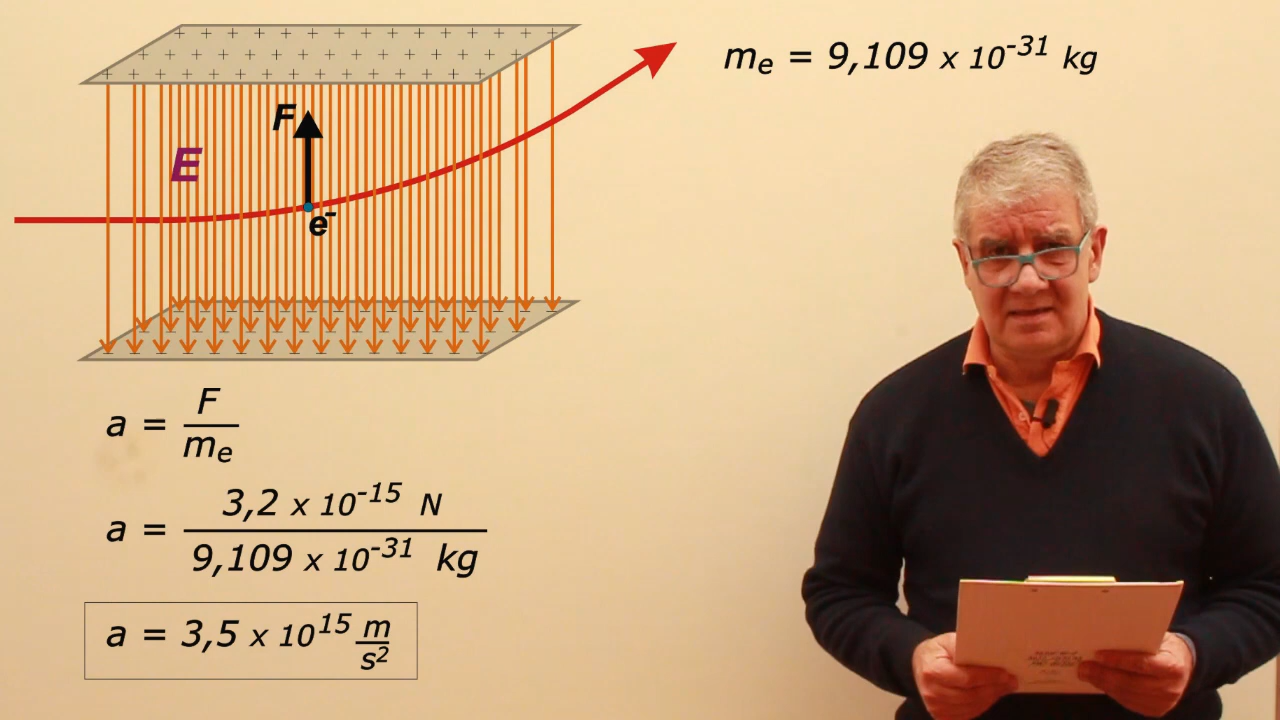 mₑ = 9,109 x 10⁻³¹ kg
F
E
e⁻
a = F/mₑ
a = 3,2 x 10⁻¹⁵ N / 9,109 x 10⁻³¹ kg
a = 3,5 x 10¹⁵ m/s²